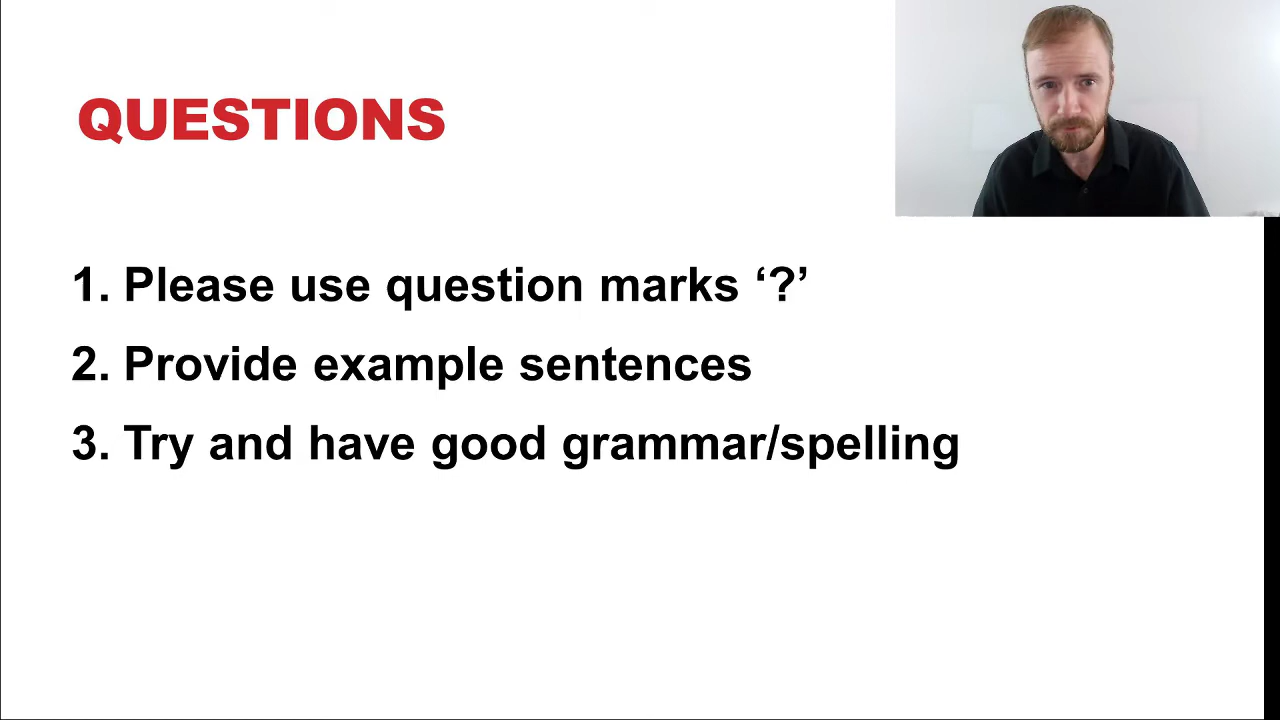 QUESTIONS
1. Please use question marks ‘?’
2. Provide example sentences
3. Try and have good grammar/spelling